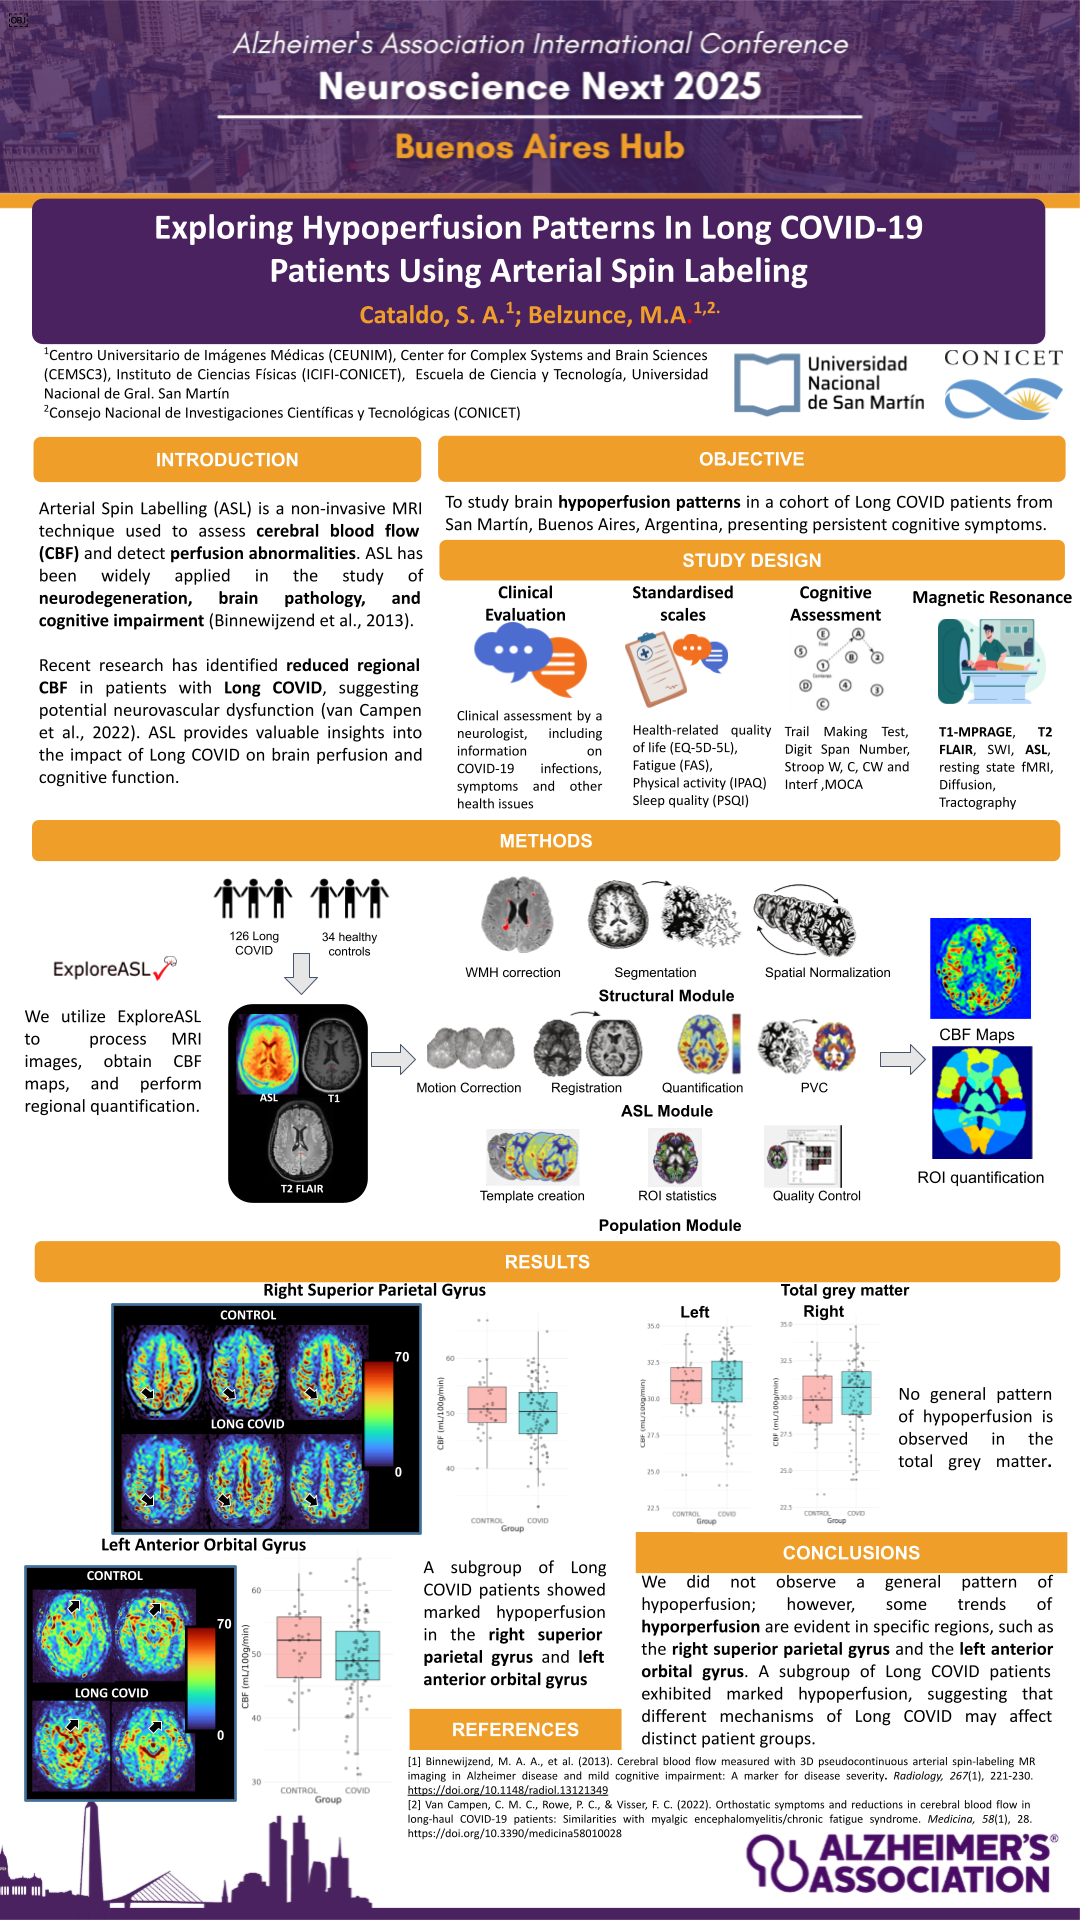 OBJ
Alzheimer's Association International Conference
Neuroscience Next 2025
Buenos Aires Hub
Exploring Hypoperfusion Patterns In Long COVID-19
Patients Using Arterial Spin Labeling
Cataldo, S. A.1; Belzunce, M.A.1,2.
1Centro Universitario de Imágenes Médicas (CEUNIM), Center for Complex Systems and Brain Sciences
(CEMSC3), Instituto de Ciencias Físicas (ICIFI-CONICET), Escuela de Ciencia y Tecnología, Universidad
Nacional de Gral. San Martín
2Consejo Nacional de Investigaciones Científicas y Tecnológicas (CONICET)
Universidad
Nacional
de San Martín
CONICET
INTRODUCTION
Arterial Spin Labelling (ASL) is a non-invasive MRI
technique used to assess cerebral blood flow
(CBF) and detect perfusion abnormalities. ASL has
been widely applied in the study of
neurodegeneration, brain pathology, and
cognitive impairment (Binnewijzend et al., 2013).
Recent research has identified reduced regional
CBF in patients with Long COVID, suggesting
potential neurovascular dysfunction (van Campen
et al., 2022). ASL provides valuable insights into
the impact of Long COVID on brain perfusion and
cognitive function.
OBJECTIVE
To study brain hypoperfusion patterns in a cohort of Long COVID patients from
San Martín, Buenos Aires, Argentina, presenting persistent cognitive symptoms.
STUDY DESIGN
Clinical
Evaluation
Clinical assessment by a
neurologist, including
information on
COVID-19 infections,
symptoms and other
health issues
Standardised
scales
Health-related quality
of life (EQ-5D-5L),
Fatigue (FAS),
Physical activity (IPAQ)
Sleep quality (PSQI)
Cognitive
Assessment
E
A
5
B
2
1
D
4
3
C
Trail Making Test,
Digit Span Number,
Stroop W, C, CW and
Interf ,MOCA
Magnetic Resonance
T1-MPRAGE, T2
FLAIR, SWI, ASL,
resting state fMRI,
Diffusion,
Tractography
METHODS
126 Long
COVID
34 healthy
controls
ExploreASL
We utilize ExploreASL
to process MRI
images, obtain CBF
maps, and perform
regional quantification.
ASL
T1
T2 FLAIR
WMH correction
Segmentation
Spatial Normalization
Structural Module
Motion Correction
Registration
Quantification
PVC
ASL Module
Template creation
ROI statistics
Quality Control
Population Module
CBF Maps
ROI quantification
RESULTS
Right Superior Parietal Gyrus
CONTROL
LONG COVID
70
0
CBF (mL/100g/min)
60
50
40
CONTROL
COVID
Group
Total grey matter
Left
Right
CBF (mL/100g/min)
35.0
32.5
30.0
27.5
25.0
22.5
CONTROL
COVID
Group
CBF (mL/100g/min)
35.0
32.5
30.0
27.5
25.0
22.5
CONTROL
COVID
Group
No general pattern
of hypoperfusion is
observed in the
total grey matter.
Left Anterior Orbital Gyrus
CONTROL
LONG COVID
70
0
CBF (mL/100g/min)
60
50
40
30
CONTROL
COVID
Group
A subgroup of Long
COVID patients showed
marked hypoperfusion
in the right superior
parietal gyrus and left
anterior orbital gyrus
CONCLUSIONS
We did not observe a general pattern of
hypoperfusion; however, some trends of
hyporperfusion are evident in specific regions, such as
the right superior parietal gyrus and the left anterior
orbital gyrus. A subgroup of Long COVID patients
exhibited marked hypoperfusion, suggesting that
different mechanisms of Long COVID may affect
distinct patient groups.
REFERENCES
[1] Binnewijzend, M. A. A., et al. (2013). Cerebral blood flow measured with 3D pseudocontinuous arterial spin-labeling MR
imaging in Alzheimer disease and mild cognitive impairment: A marker for disease severity. Radiology, 267(1), 221-230.
https://doi.org/10.1148/radiol.13121349
[2] Van Campen, C. M. C., Rowe, P. C., & Visser, F. C. (2022). Orthostatic symptoms and reductions in cerebral blood flow in
long-haul COVID-19 patients: Similarities with myalgic encephalomyelitis/chronic fatigue syndrome. Medicina, 58(1), 28.
https://doi.org/10.3390/medicina58010028
ALZHEIMER'S®
ASSOCIATION